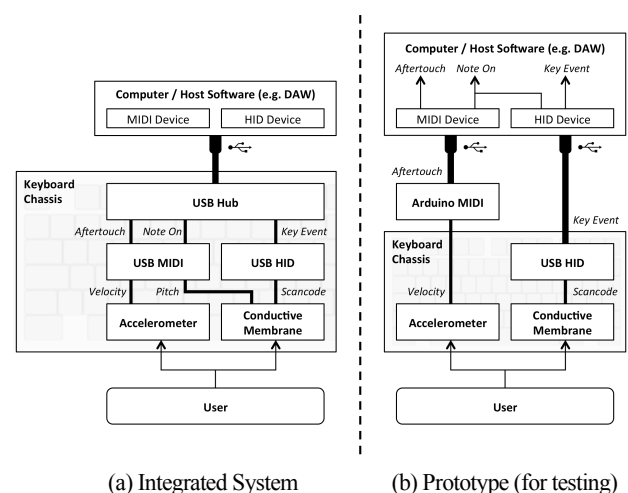 Computer / Host Software (e.g. DAW)
MIDI Device
HID Device
Keyboard
Chassis
USB Hub
Aftertouch
Note On
Key Event
USB MIDI
USB HID
Velocity
Pitch
Scancode
Accelerometer
Conductive
Membrane
User
(a) Integrated System
Computer / Host Software (e.g. DAW)
Aftertouch
Note On
Key Event
MIDI Device
HID Device
Aftertouch
Arduino MIDI
Key Event
Keyboard
Chassis
USB HID
Velocity
Scancode
Accelerometer
Conductive
Membrane
User
(b) Prototype (for testing)